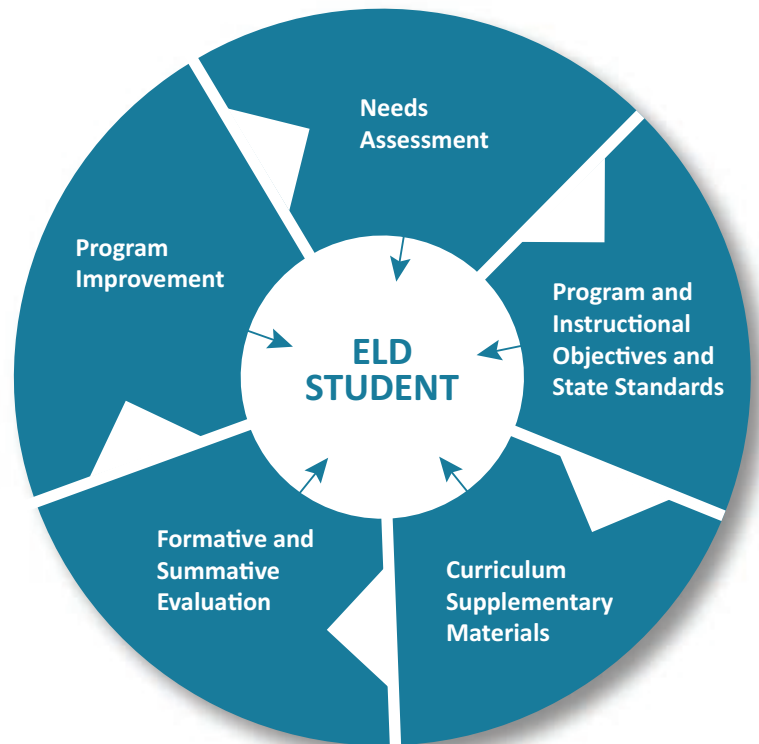 Needs
Assessment
Program and
Instructional
Objectives and
State Standards
Curriculum
Supplementary
Materials
Formative and
Summative
Evaluation
Program
Improvement
ELD
STUDENT